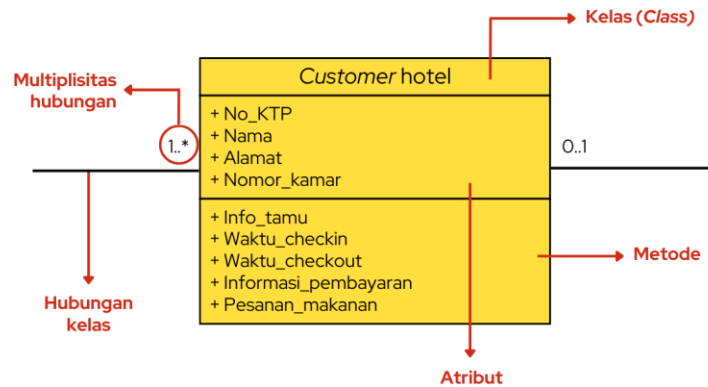 Kelas (Class)
Multiplisitas
hubungan
Customer hotel
+ No_KTP
+ Nama
+ Alamat
+ Nomor_kamar
1..*
0..1
+ Info_tamu
+ Waktu_checkin
+ Waktu_checkout
+ Informasi_pembayaran
+ Pesanan_makanan
Metode
Hubungan
kelas
Atribut